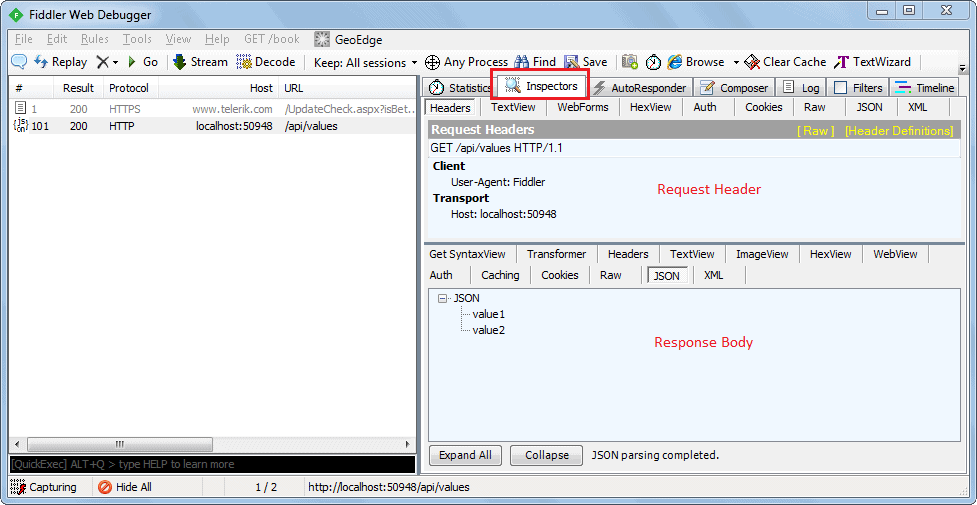 Fiddler Web Debugger
File Edit Rules Tools View Help GET /book GeoEdge
Replay Go Stream Decode Keep: All sessions Any Process Find Save Browse Clear Cache TextWizard
# Result Protocol Host URL
1 200 HTTPS www.telerik.com /UpdateCheck.aspx?isBet...
101 200 HTTP localhost:50948 /api/values
Statistics Inspectors AutoResponder Composer Log Filters Timeline
Headers TextView WebForms HexView Auth Cookies Raw JSON XML
Request Headers [ Raw ] [Header Definitions]
GET /api/values HTTP/1.1
Client
User-Agent: Fiddler
Transport
Host: localhost:50948
Request Header
Get SyntaxView Transformer Headers TextView ImageView HexView WebView
Auth Caching Cookies Raw JSON XML
JSON
value1
value2
Response Body
Expand All Collapse JSON parsing completed.
[QuickExec] ALT+Q > type HELP to learn more
Capturing Hide All 1 / 2 http://localhost:50948/api/values